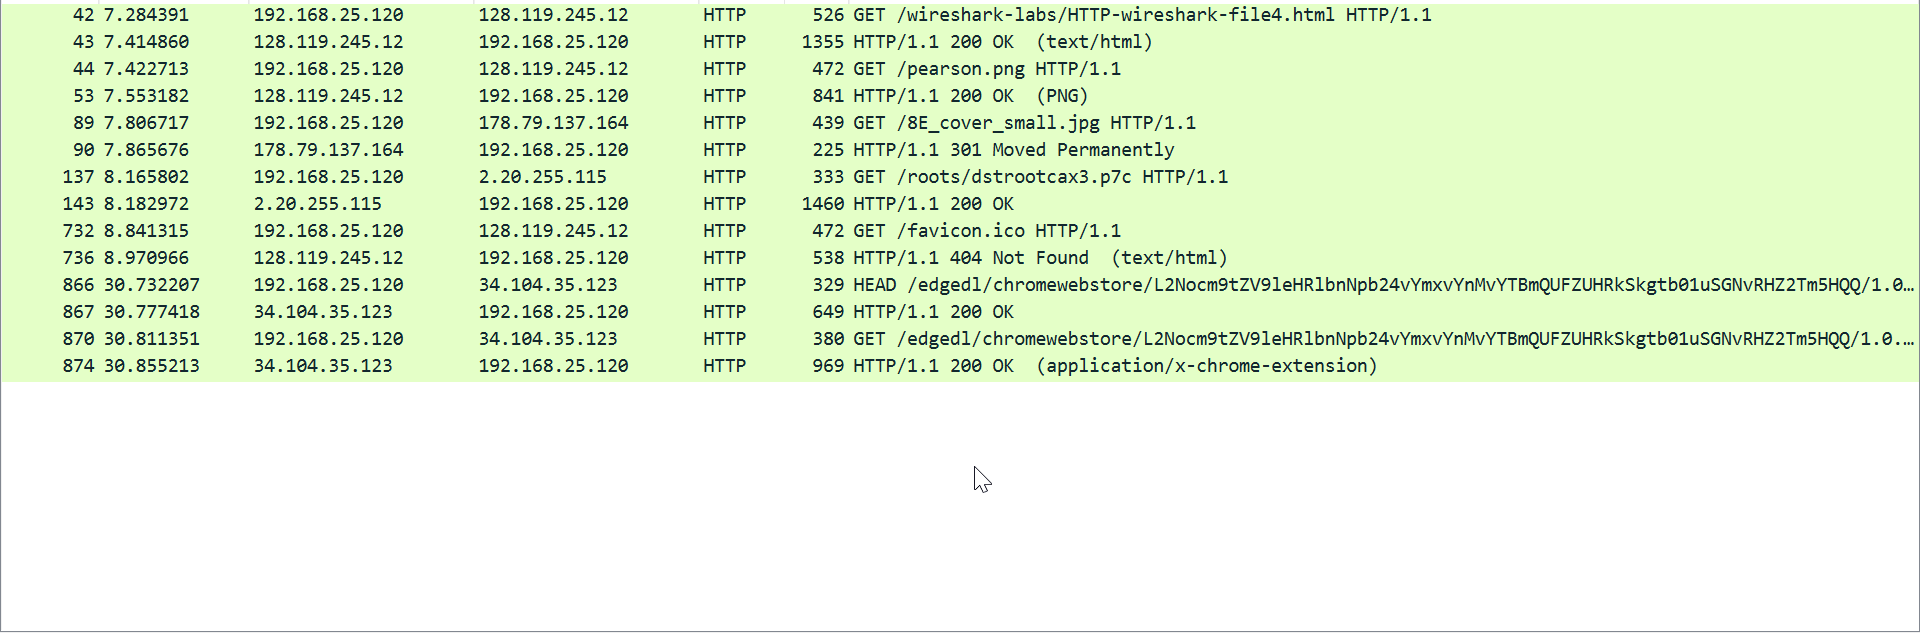 42 7.284391 192.168.25.120 128.119.245.12 HTTP 526 GET /wireshark-labs/HTTP-wireshark-file4.html HTTP/1.1
43 7.414860 128.119.245.12 192.168.25.120 HTTP 1355 HTTP/1.1 200 OK (text/html)
44 7.422713 192.168.25.120 128.119.245.12 HTTP 472 GET /pearson.png HTTP/1.1
53 7.553182 128.119.245.12 192.168.25.120 HTTP 841 HTTP/1.1 200 OK (PNG)
89 7.806717 192.168.25.120 178.79.137.164 HTTP 439 GET /8E_cover_small.jpg HTTP/1.1
90 7.865676 178.79.137.164 192.168.25.120 HTTP 225 HTTP/1.1 301 Moved Permanently
137 8.165802 192.168.25.120 2.20.255.115 HTTP 333 GET /roots/dstrootcax3.p7c HTTP/1.1
143 8.182972 2.20.255.115 192.168.25.120 HTTP 1460 HTTP/1.1 200 OK
732 8.841315 192.168.25.120 128.119.245.12 HTTP 472 GET /favicon.ico HTTP/1.1
736 8.970966 128.119.245.12 192.168.25.120 HTTP 538 HTTP/1.1 404 Not Found (text/html)
866 30.732207 192.168.25.120 34.104.35.123 HTTP 329 HEAD /edgedl/chromewebstore/L2Nocm9tZV9leHRlbnNpb24vYmxvYnMvYTBmQUFZUHRkSkgtb01uSGNvRHZ2Tm5HQQ/1.0…
867 30.777418 34.104.35.123 192.168.25.120 HTTP 649 HTTP/1.1 200 OK
870 30.811351 192.168.25.120 34.104.35.123 HTTP 380 GET /edgedl/chromewebstore/L2Nocm9tZV9leHRlbnNpb24vYmxvYnMvYTBmQUFZUHRkSkgtb01uSGNvRHZ2Tm5HQQ/1.0.…
874 30.855213 34.104.35.123 192.168.25.120 HTTP 969 HTTP/1.1 200 OK (application/x-chrome-extension)